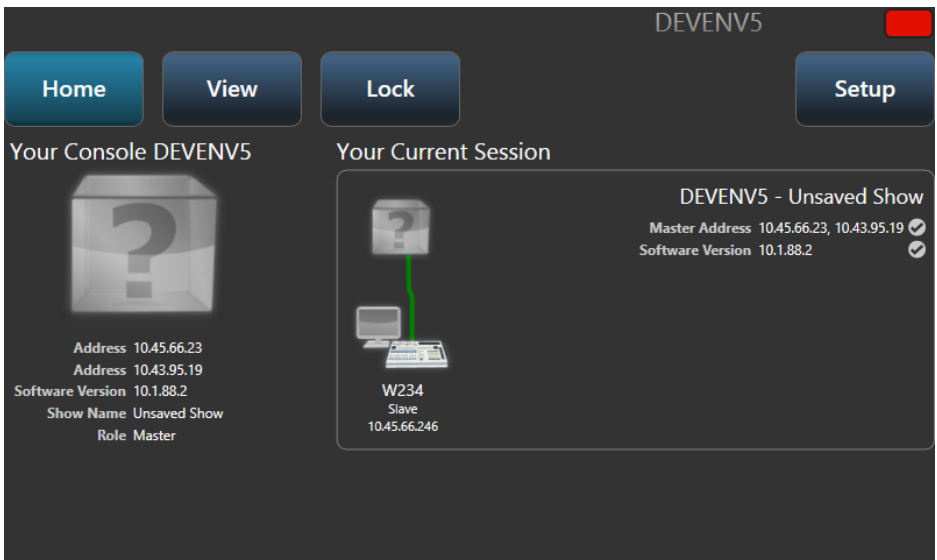 DEVENV5
Home
View
Lock
Setup
Your Console DEVENV5
?
Address 10.45.66.23
Address 10.43.95.19
Software Version 10.1.88.2
Show Name Unsaved Show
Role Master
Your Current Session
?
DEVENV5 - Unsaved Show
Master Address 10.45.66.23, 10.43.95.19
Software Version 10.1.88.2
W234
Slave
10.45.66.246